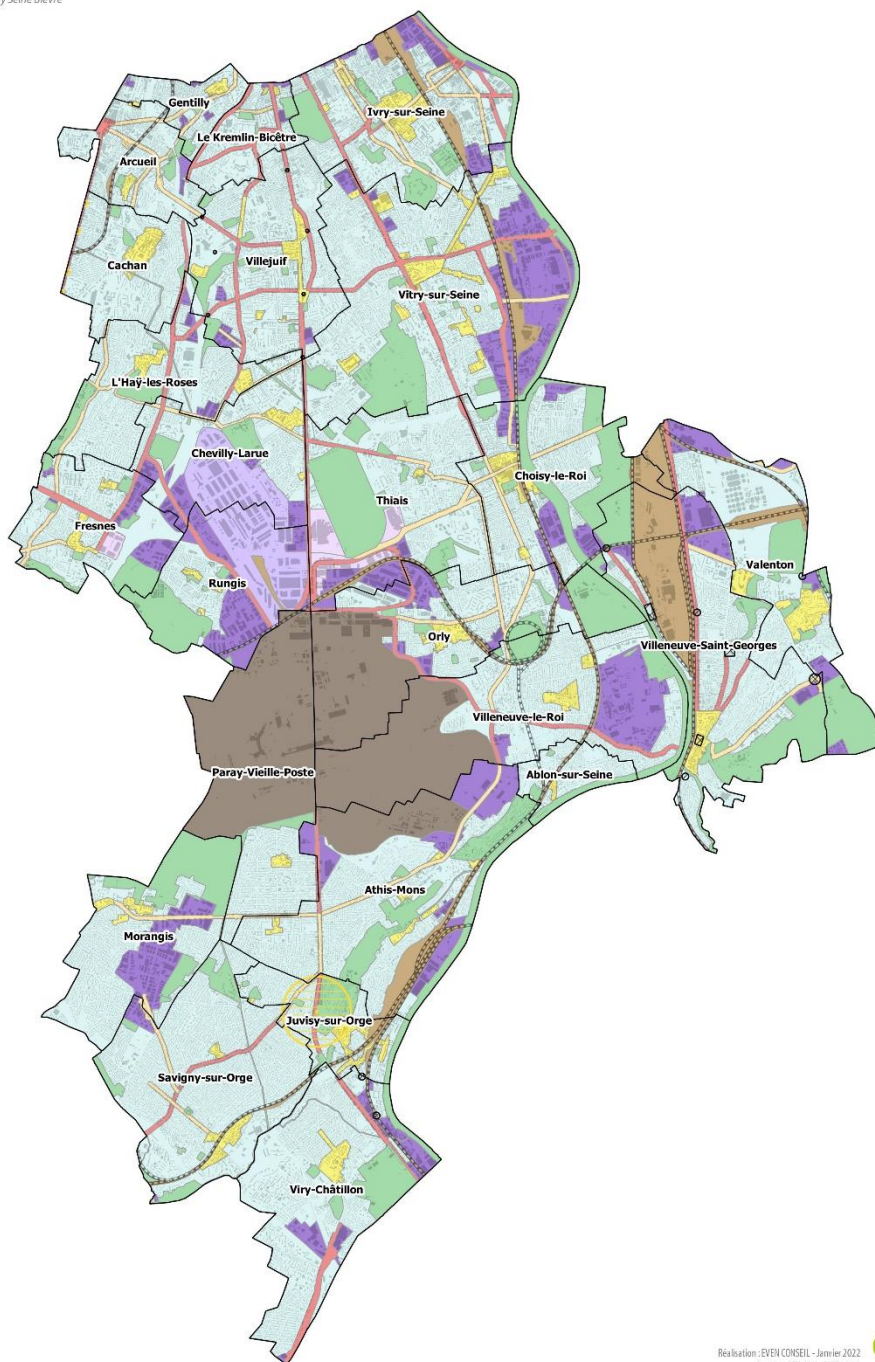 y Seine Bièvre
Gentilly
Ivry-sur-Seine
Le Kremlin-Bicêtre
Arcueil
Cachan
Villejuif
Vitry-sur-Seine
L'Haÿ-les-Roses
Chevilly-Larue
Choisy-le-Roi
Thiais
Fresnes
Rungis
Valenton
Orly
Villeneuve-Saint-Georges
Villeneuve-le-Roi
Paray-Vieille-Poste
Ablon-sur-Seine
Athis-Mons
Morangis
Juvisy-sur-Orge
Savigny-sur-Orge
Viry-Châtillon
Réalisation : EVEN CONSEIL - Janvier 2022